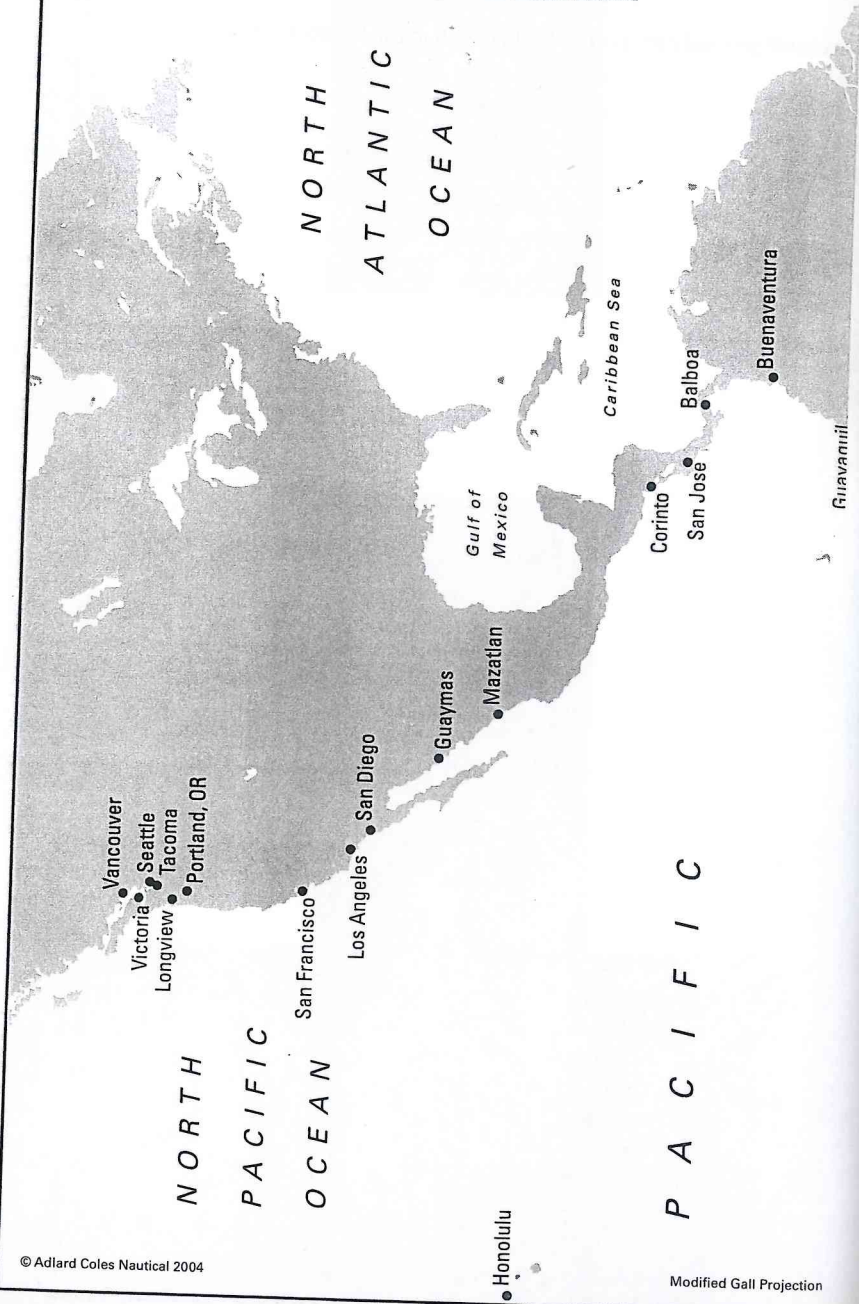 NORTH
ATLANTIC
OCEAN
Gulf of
Mexico
Caribbean Sea
Vancouver
Victoria
Seattle
Tacoma
Longview
Portland, OR
San Francisco
Los Angeles
San Diego
Guaymas
Mazatlan
Corinto
San Jose
Balboa
Buenaventura
Guayaquil
NORTH
PACIFIC
OCEAN
Honolulu
PACIFIC
© Adlard Coles Nautical 2004
Modified Gall Projection